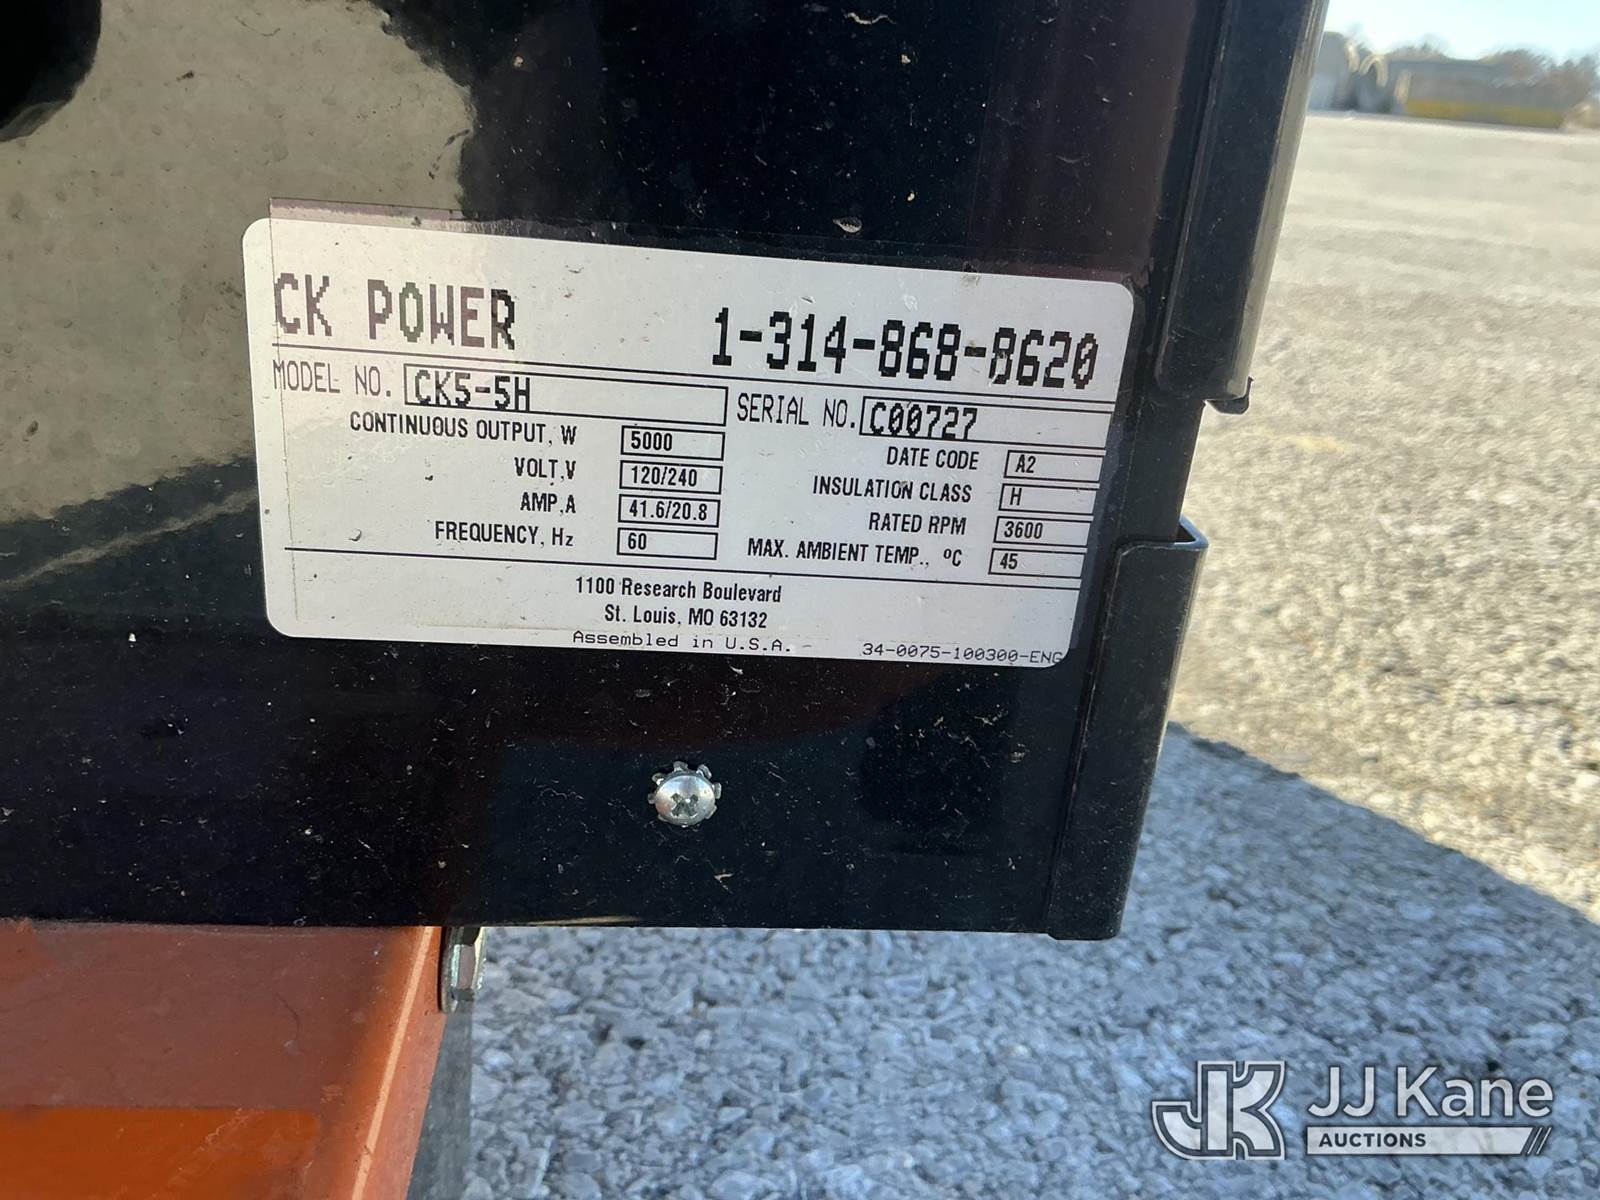 CK POWER 1-314-868-8620
MODEL NO. CK5-5H SERIAL NO. C00727
CONTINUOUS OUTPUT, W 5000 DATE CODE A2
VOLT,V 120/240 INSULATION CLASS H
AMP,A 41.6/20.8 RATED RPM 3600
FREQUENCY, Hz 60 MAX. AMBIENT TEMP., ºC 45
1100 Research Boulevard
St. Louis, MO 63132
Assembled in U.S.A. 34-0075-100300-ENG
JK JJ Kane
AUCTIONS